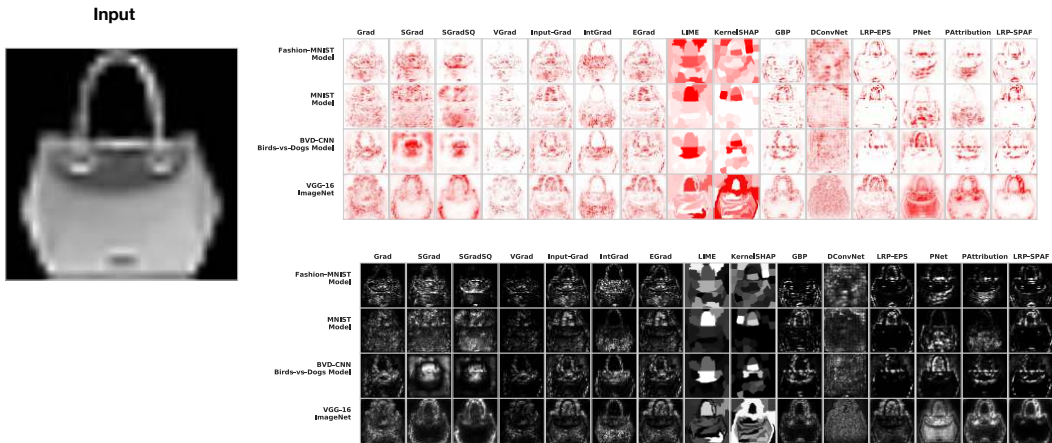 Input
Grad SGrad SGradSQ VGrad Input-Grad IntGrad EGrad LIME KernelSHAP GBP DConvNet LRP-EPS PNet PAttribution LRP-SPAF
Fashion-MNIST
Model
MNIST
Model
BVD-CNN
Birds-vs-Dogs Model
VGG-16
ImageNet
Grad SGrad SGradSQ VGrad Input-Grad IntGrad EGrad LIME KernelSHAP GBP DConvNet LRP-EPS PNet PAttribution LRP-SPAF
Fashion-MNIST
Model
MNIST
Model
BVD-CNN
Birds-vs-Dogs Model
VGG-16
ImageNet